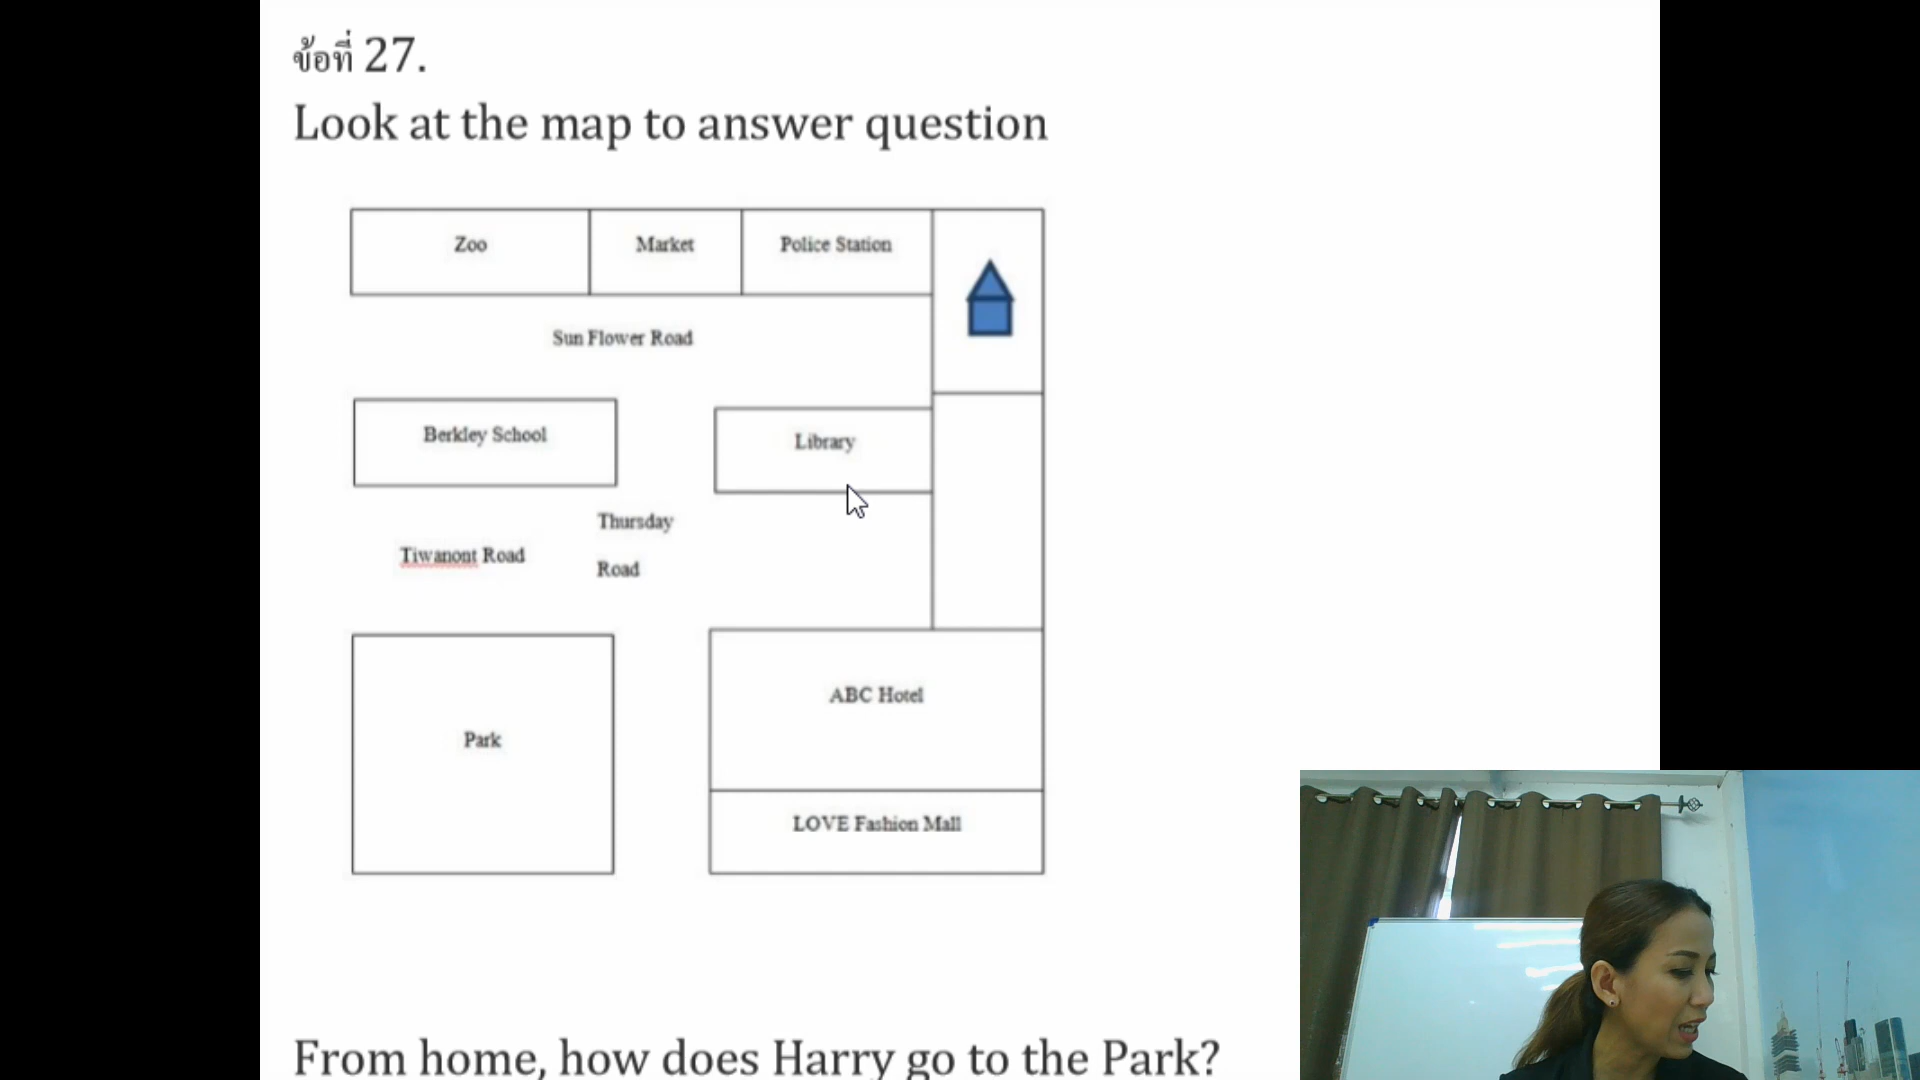 ข้อที่ 27.
Look at the map to answer question
Zoo
Market
Police Station
Sun Flower Road
Berkley School
Library
Thursday
Road
Tiwanont Road
Park
ABC Hotel
LOVE Fashion Mall
From home, how does Harry go to the Park?